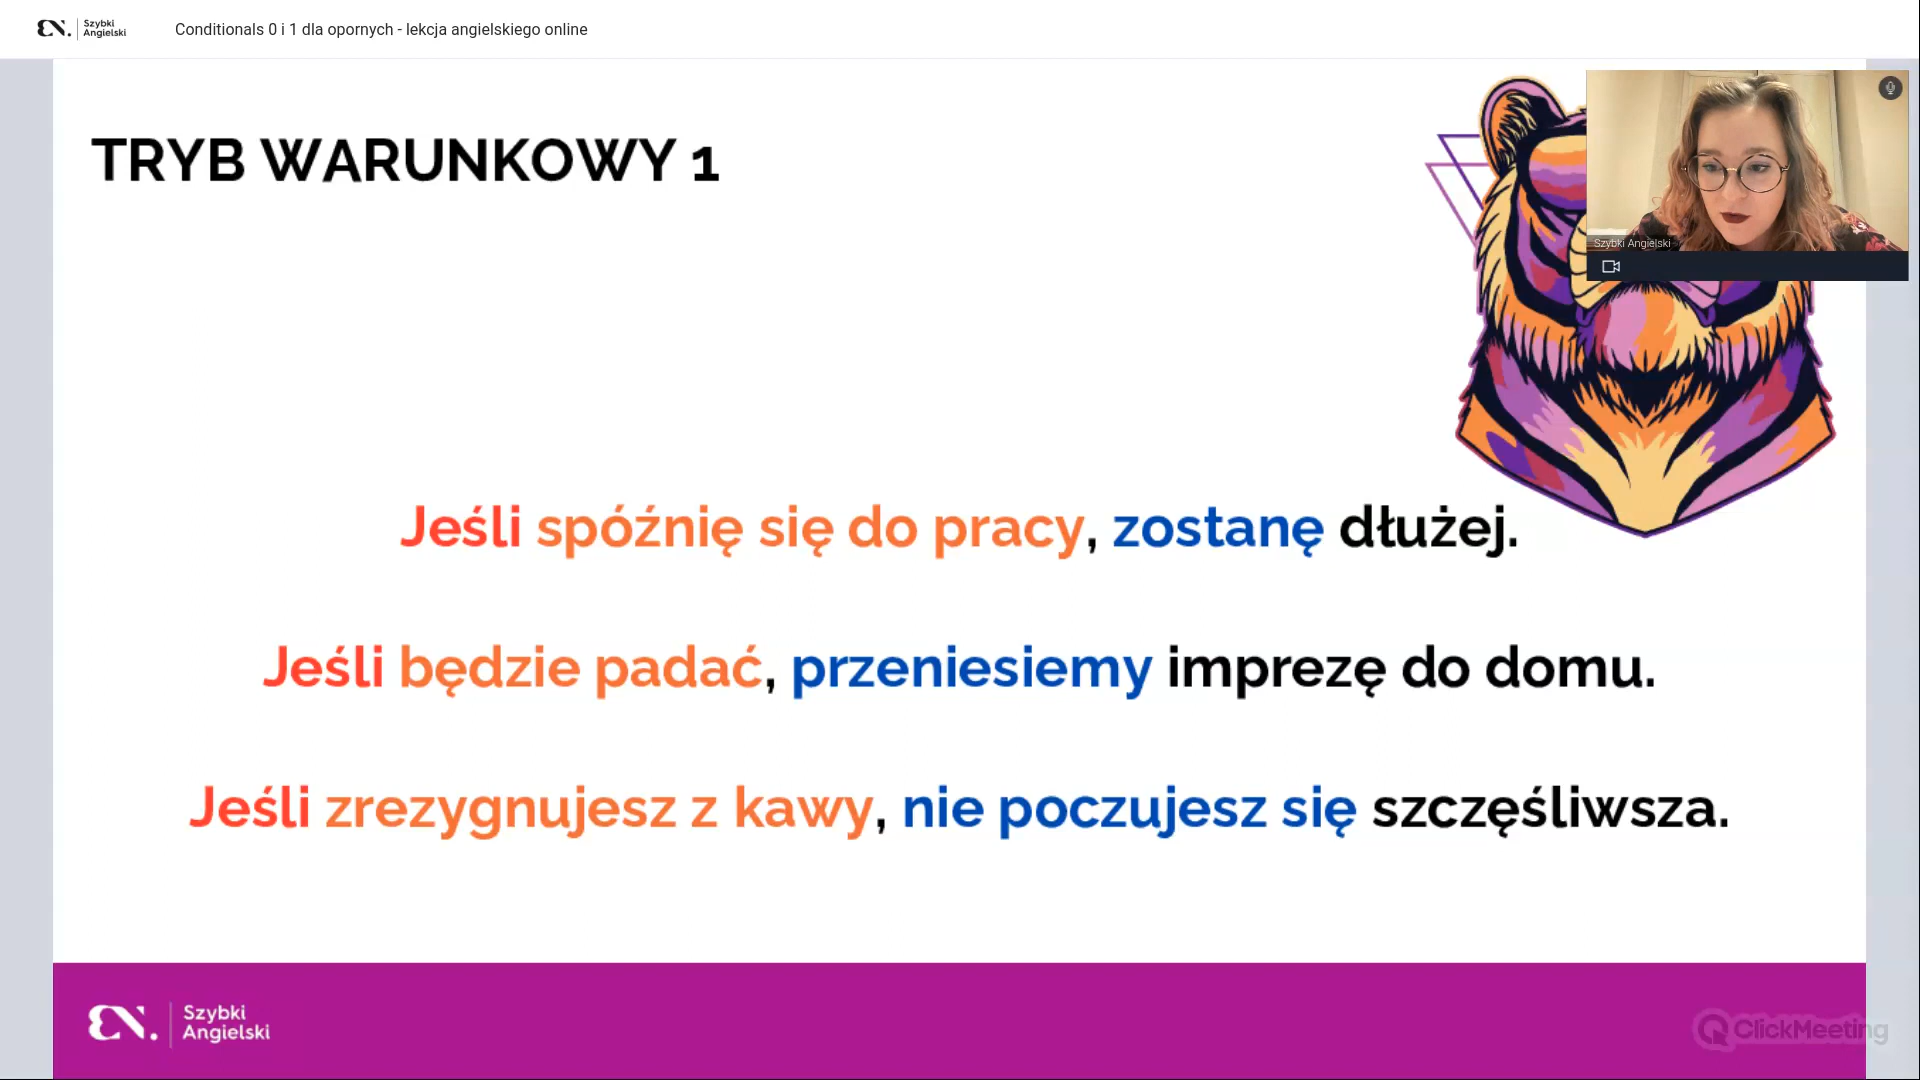 Szybki
Angielski
Conditionals 0 i 1 dla opornych - lekcja angielskiego online
TRYB WARUNKOWY 1
Szybki Angielski
Jeśli spóźnię się do pracy, zostanę dłużej.
Jeśli będzie padać, przeniesiemy imprezę do domu.
Jeśli zrezygnujesz z kawy, nie poczujesz się szczęśliwsza.
Szybki
Angielski
ClickMeeting